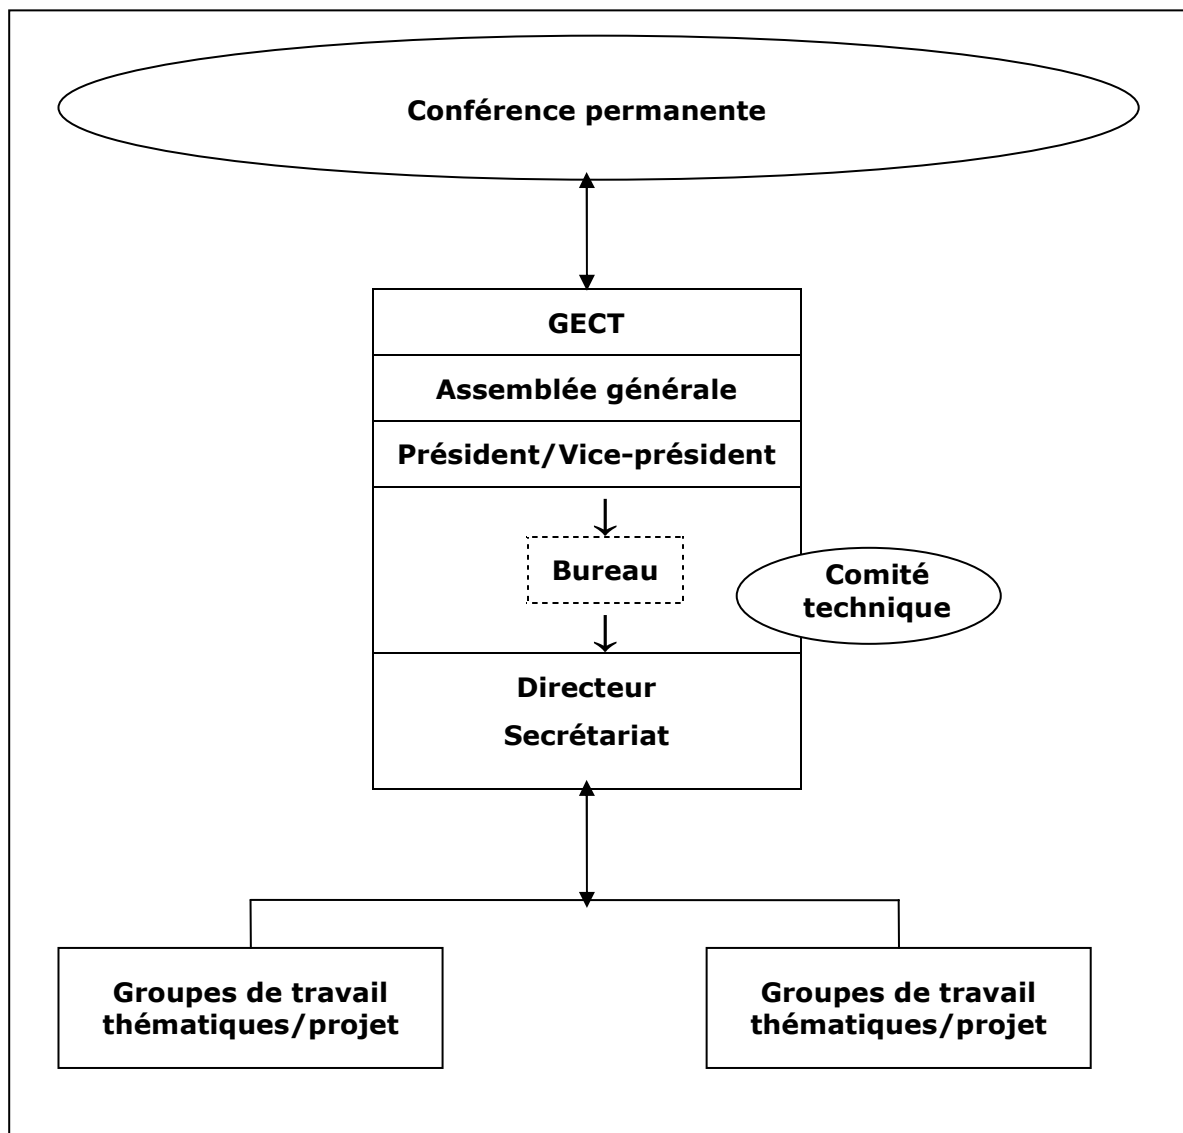 Conférence permanente
GECT
Assemblée générale
Président/Vice-président
Bureau
Comité
technique
Directeur
Secrétariat
Groupes de travail
thématiques/projet
Groupes de travail
thématiques/projet